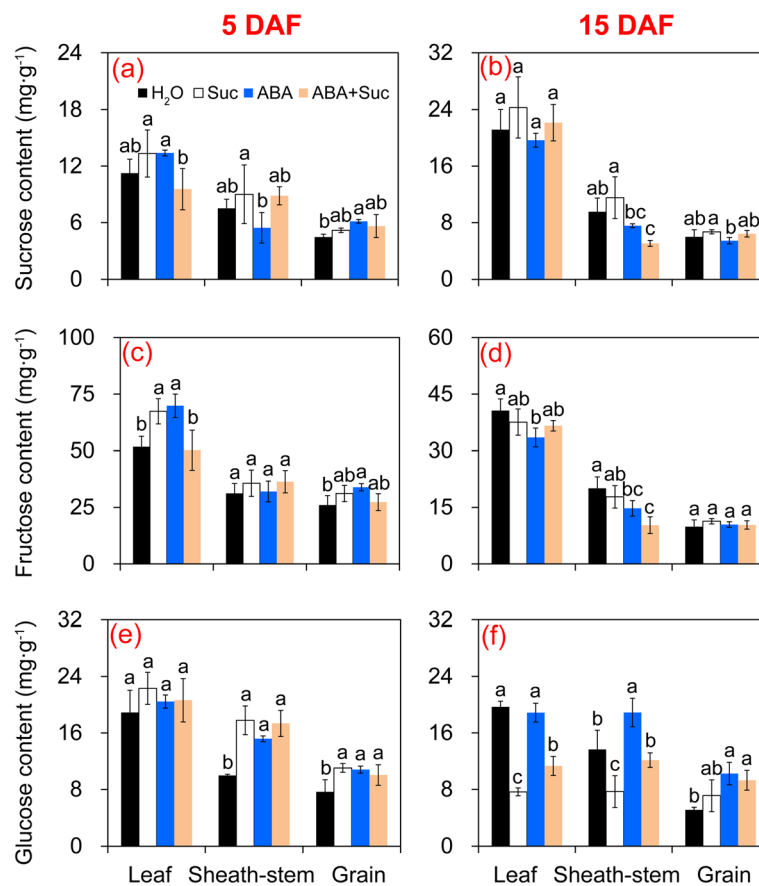 5 DAF 15 DAF
(a) (b)
Sucrose content (mg·g⁻¹)
24
18
12
6
0
H₂O Suc ABA ABA+Suc
ab a a b ab a b ab b ab a ab
32
24
16
8
0
a a a a ab a bc c ab a b ab
(c) (d)
Fructose content (mg·g⁻¹)
100
75
50
25
0
b a a b a a a a b ab a ab
60
45
30
15
0
a ab b ab a ab bc c a a a a
(e) (f)
Glucose content (mg·g⁻¹)
32
24
16
8
0
a a a a b a a a b a a a
32
24
16
8
0
a c a b b c a b b ab a a
Leaf Sheath-stem Grain Leaf Sheath-stem Grain